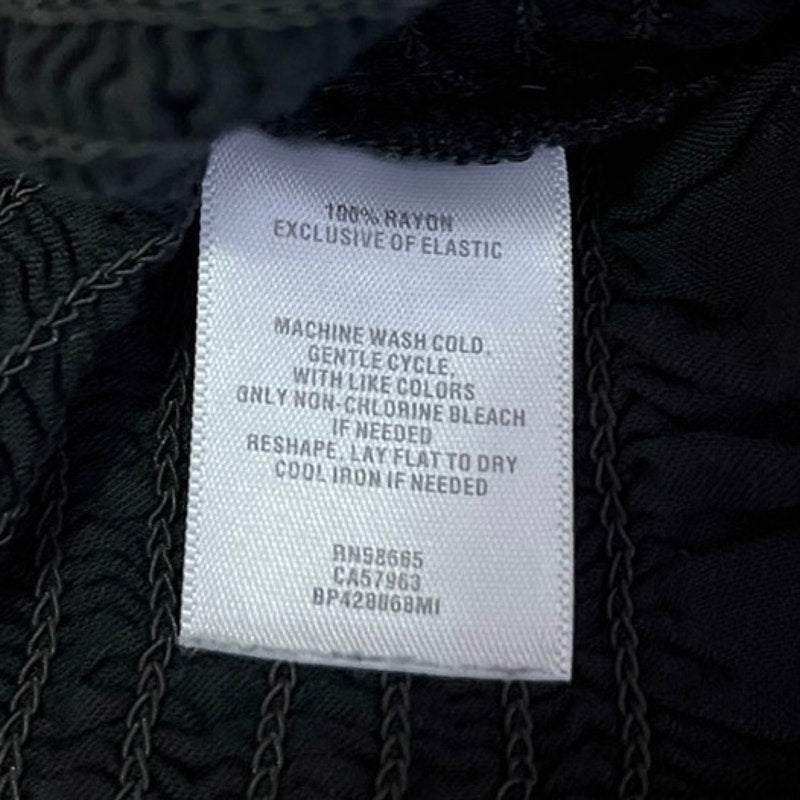 100% RAYON
EXCLUSIVE OF ELASTIC
MACHINE WASH COLD.
GENTLE CYCLE.
WITH LIKE COLORS
ONLY NON-CHLORINE BLEACH
IF NEEDED
RESHAPE. LAY FLAT TO DRY
COOL IRON IF NEEDED
RN58665
CA57963
BP428068MI